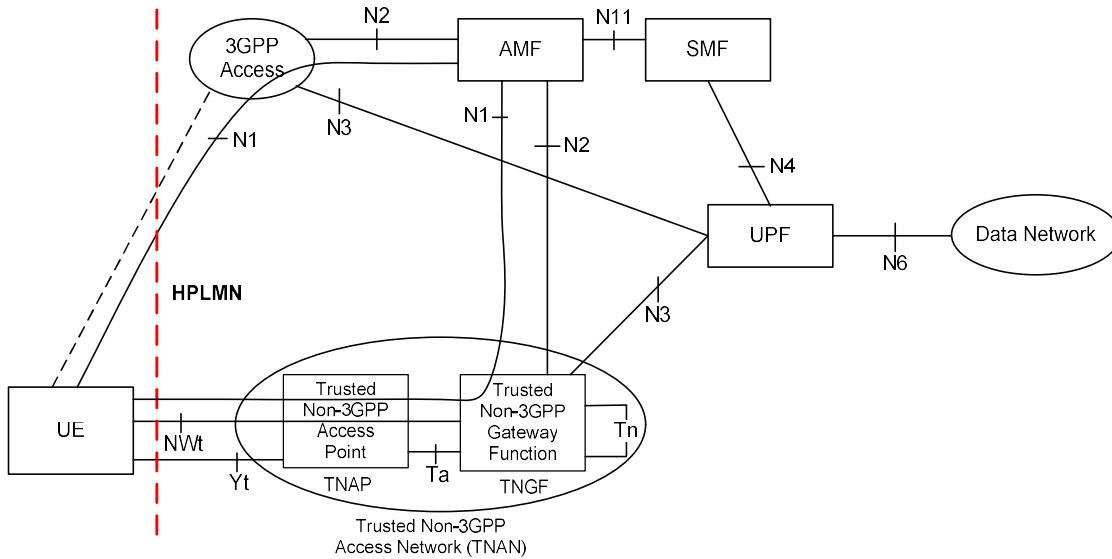 N2
N11
3GPP
Access
AMF
SMF
N1
N3
N1
N2
N4
UPF
Data Network
N6
HPLMN
N3
Trusted
Non-3GPP
Access
Point
Trusted
Non-3GPP
Gateway
Function
UE
Tn
NWt
Yt
Ta
TNAP
TNGF
Trusted Non-3GPP
Access Network (TNAN)